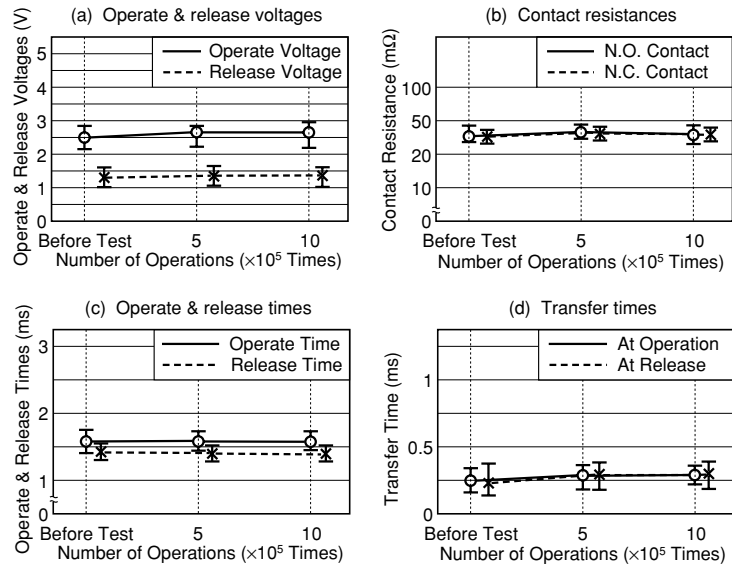 (a) Operate & release voltages
Operate & Release Voltages (V)
5
4
3
2
1
0
Operate Voltage
Release Voltage
Before Test
5
10
Number of Operations (×10⁵ Times)
(b) Contact resistances
Contact Resistance (mΩ)
100
50
20
10
0
N.O. Contact
N.C. Contact
Before Test
5
10
Number of Operations (×10⁵ Times)
(c) Operate & release times
Operate & Release Times (ms)
3
2
1
0
Operate Time
Release Time
Before Test
5
10
Number of Operations (×10⁵ Times)
(d) Transfer times
Transfer Time (ms)
1
0.5
0.25
0
At Operation
At Release
Before Test
5
10
Number of Operations (×10⁵ Times)